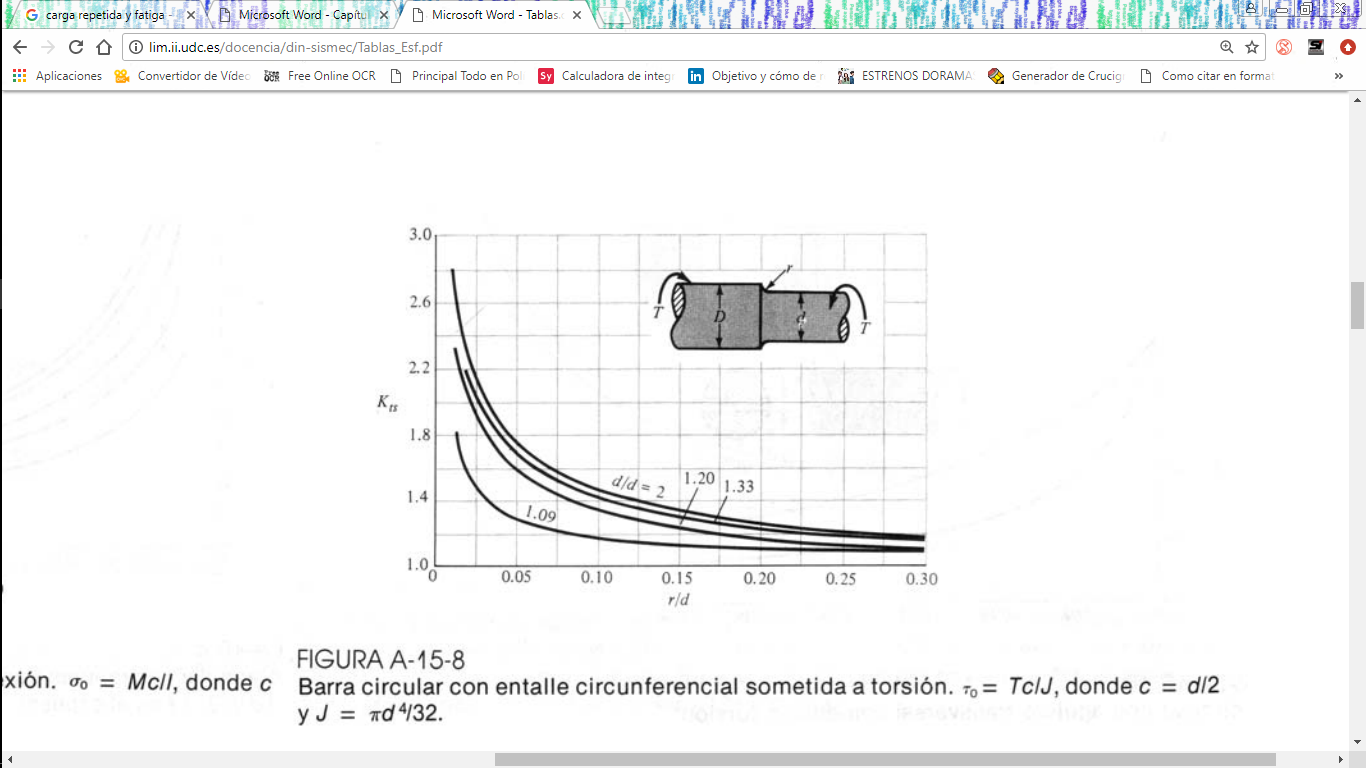 carga repetida y fatiga -
Microsoft Word - Capítul
Microsoft Word - Tablas.
lim.ii.udc.es/docencia/din-sismec/Tablas_Esf.pdf
Aplicaciones
Convertidor de Vídeo
Free Online OCR
Principal Todo en Poli
Calculadora de integr
Objetivo y cómo de r
ESTRENOS DORAMA
Generador de Crucig
Como citar en format
»
3.0
2.6
2.2
1.8
1.4
1.0
Kts
T
D
r
d
T
d/d = 2
1.20
1.33
1.09
0
0.05
0.10
0.15
0.20
0.25
0.30
r/d
FIGURA A-15-8
xión. σ₀ = Mc/I, donde c
Barra circular con entalle circunferencial sometida a torsión. τ₀ = Tc/J, donde c = d/2
y J = πd⁴/32.